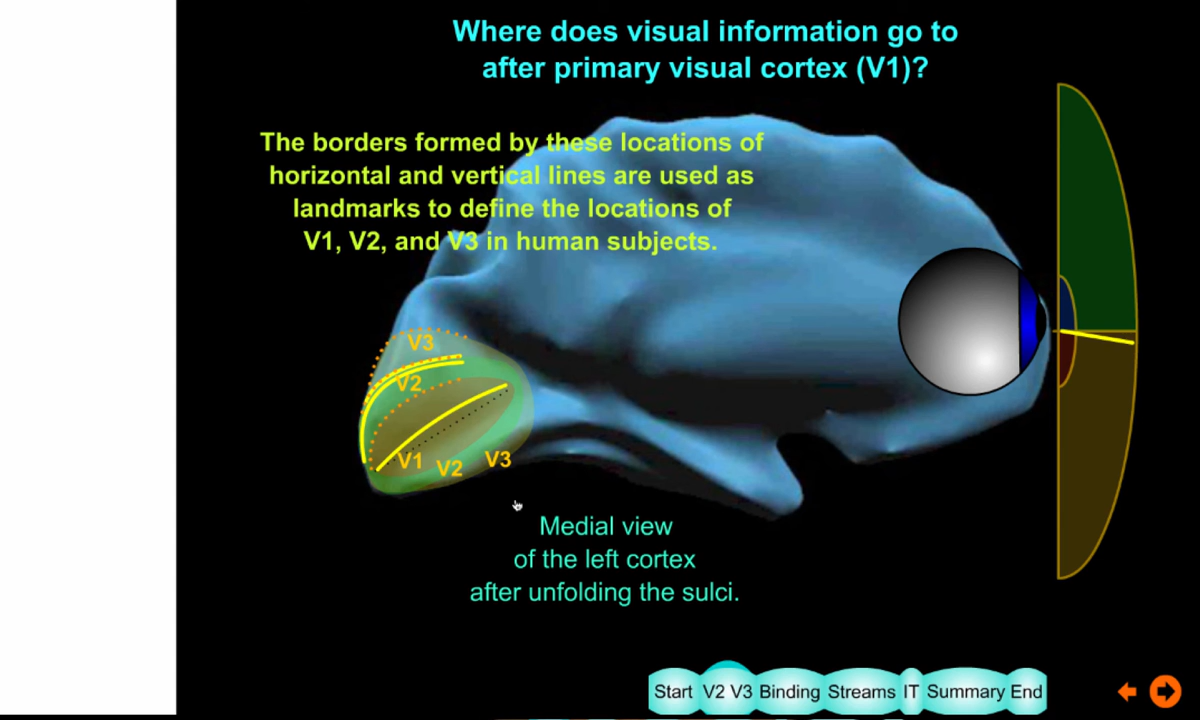 Where does visual information go to
after primary visual cortex (V1)?
The borders formed by these locations of
horizontal and vertical lines are used as
landmarks to define the locations of
V1, V2, and V3 in human subjects.
V3
V2
V1
V2
V3
Medial view
of the left cortex
after unfolding the sulci.
Start V2 V3 Binding Streams IT Summary End